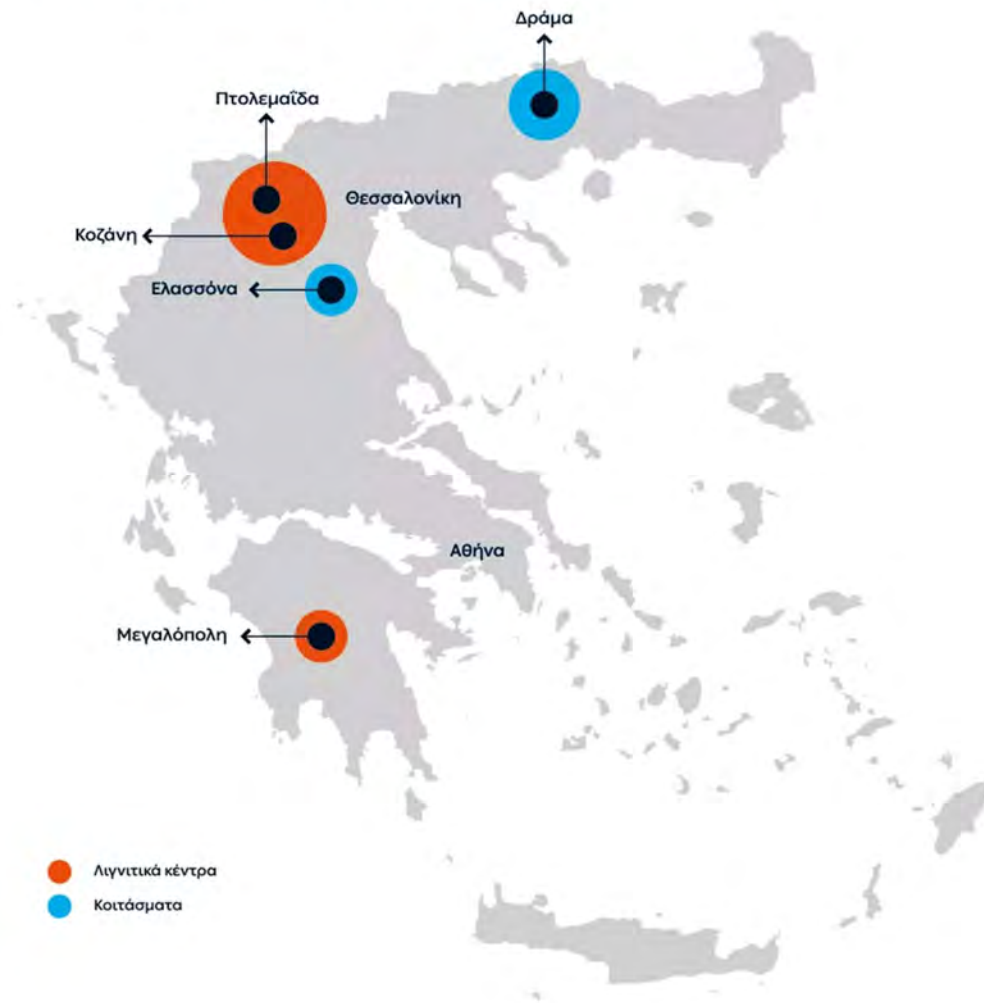 Δράμα
Πτολεμαΐδα
Θεσσαλονίκη
Κοζάνη
Ελασσόνα
Αθήνα
Μεγαλόπολη
Λιγνιτικά κέντρα
Κοιτάσματα